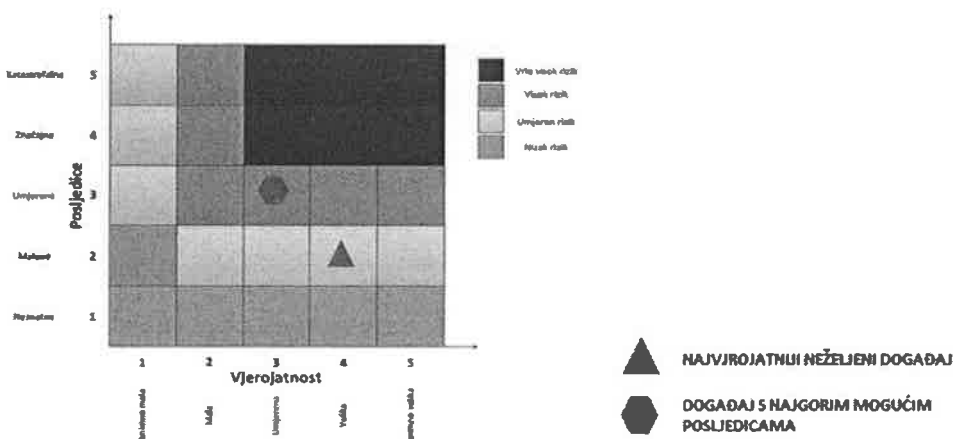 Katastrofalne 5
Vrlo visok rizik
Visok rizik
Značajne 4
Umjeren rizik
Nizak rizik
Posljedice
Umjerene 3
Malene 2
Neznatne 1
1 2 3 4 5
Vjerojatnost
Mala
Umjerena
Velika
NAJVJROJATNIJI NEŽELJENI DOGAĐAJ
DOGAĐAJ S NAJGORIM MOGUĆIM
POSLJEDICAMA